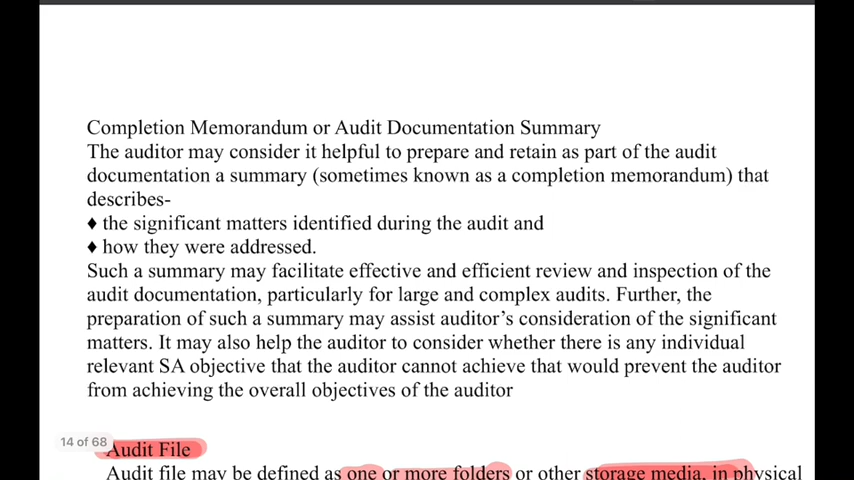 Completion Memorandum or Audit Documentation Summary
The auditor may consider it helpful to prepare and retain as part of the audit
documentation a summary (sometimes known as a completion memorandum) that
describes-
♦ the significant matters identified during the audit and
♦ how they were addressed.
Such a summary may facilitate effective and efficient review and inspection of the
audit documentation, particularly for large and complex audits. Further, the
preparation of such a summary may assist auditor's consideration of the significant
matters. It may also help the auditor to consider whether there is any individual
relevant SA objective that the auditor cannot achieve that would prevent the auditor
from achieving the overall objectives of the auditor
14 of 68
Audit File
Audit file may be defined as one or more folders or other storage media, in physical